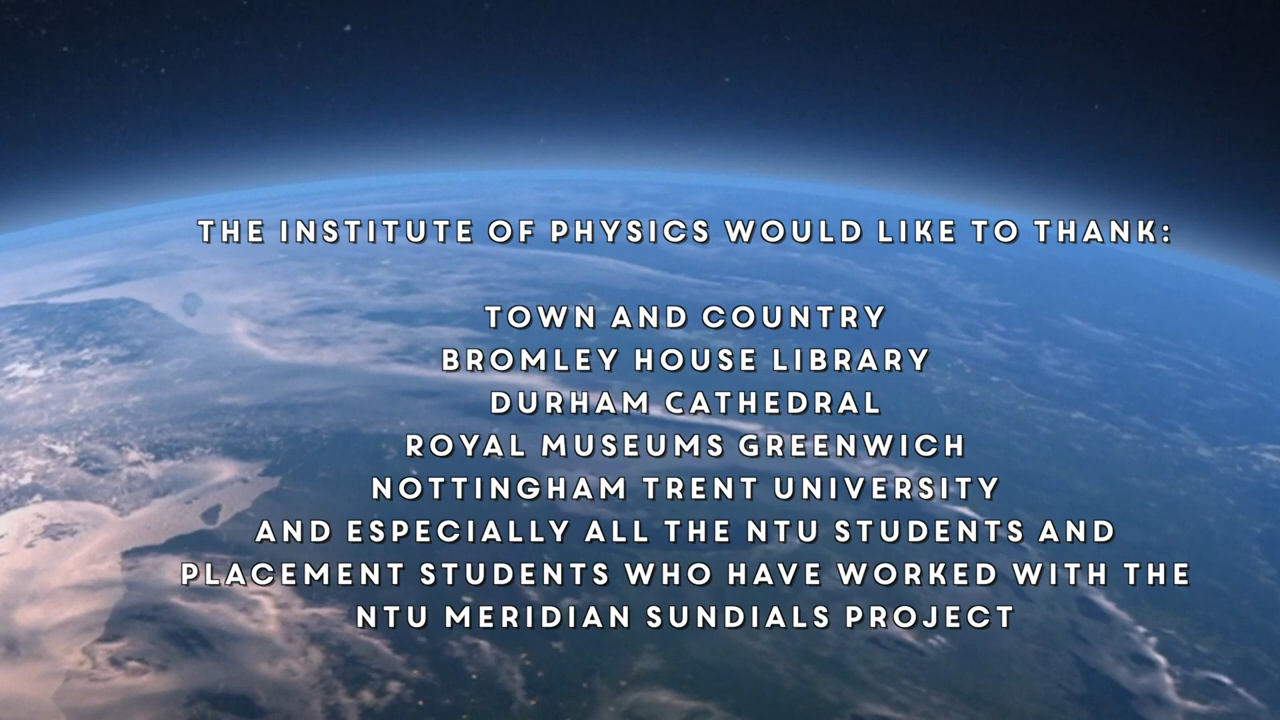 THE INSTITUTE OF PHYSICS WOULD LIKE TO THANK:
TOWN AND COUNTRY
BROMLEY HOUSE LIBRARY
DURHAM CATHEDRAL
ROYAL MUSEUMS GREENWICH
NOTTINGHAM TRENT UNIVERSITY
AND ESPECIALLY ALL THE NTU STUDENTS AND
PLACEMENT STUDENTS WHO HAVE WORKED WITH THE
NTU MERIDIAN SUNDIALS PROJECT